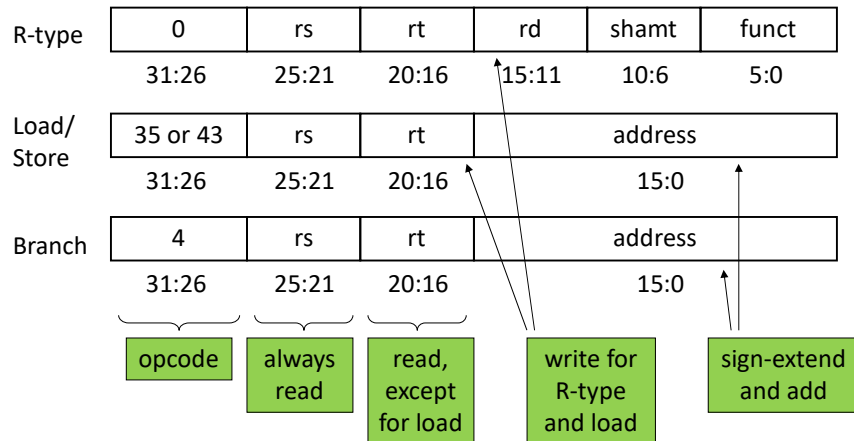 R-type 0 rs rt rd shamt funct
31:26 25:21 20:16 15:11 10:6 5:0
Load/
Store 35 or 43 rs rt address
31:26 25:21 20:16 15:0
Branch 4 rs rt address
31:26 25:21 20:16 15:0
opcode
always
read
read,
except
for load
write for
R-type
and load
sign-extend
and add